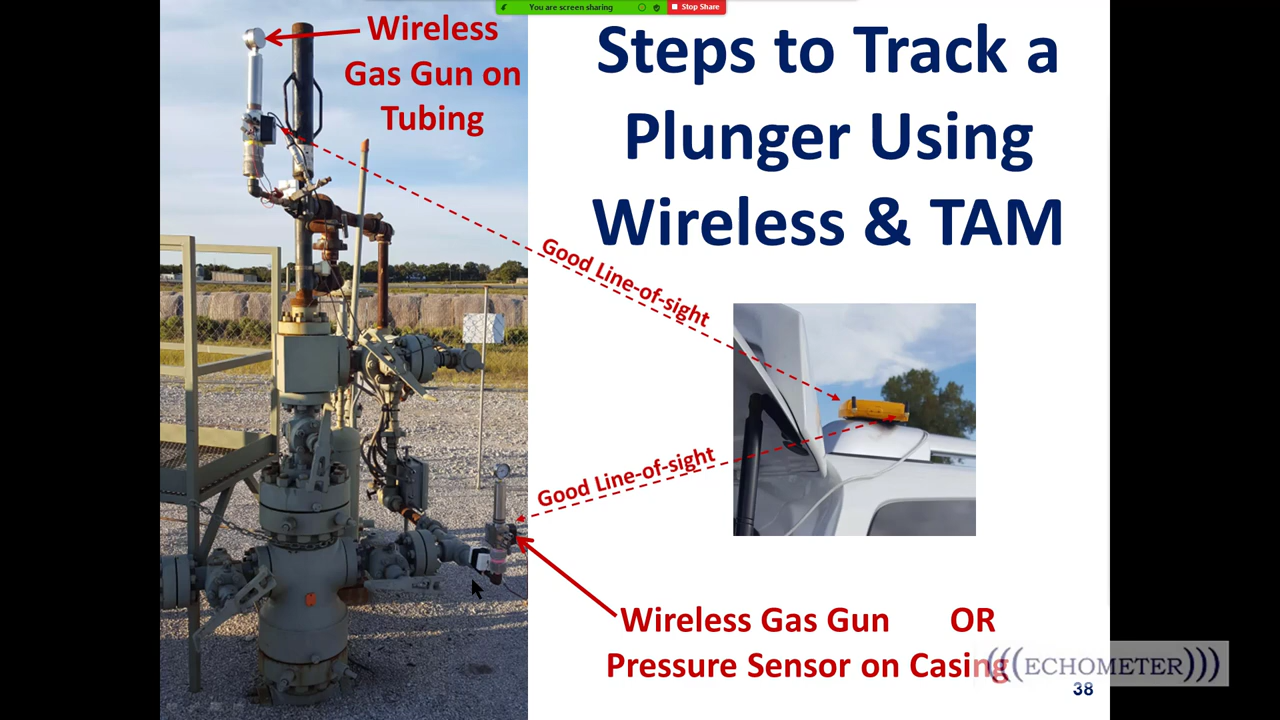 You are screen sharing
Stop Share
Wireless
Gas Gun on
Tubing
Steps to Track a
Plunger Using
Wireless & TAM
Good Line-of-sight
Good Line-of-sight
Wireless Gas Gun OR
Pressure Sensor on Casing
(((ECHOMETER)))
38